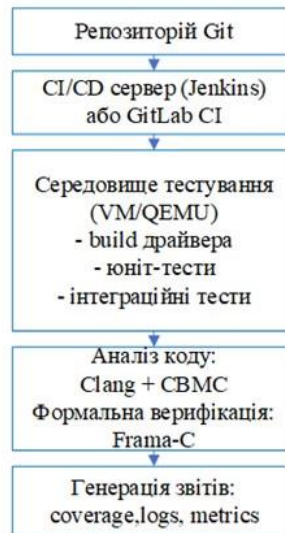 Репозиторій Git
CI/CD сервер (Jenkins)
або GitLab CI
Середовище тестування
(VM/QEMU)
- build драйвера
- юніт-тести
- інтеграційні тести
Аналіз коду:
Clang + CBMC
Формальна верифікація:
Frama-C
Генерація звітів:
coverage,logs, metrics